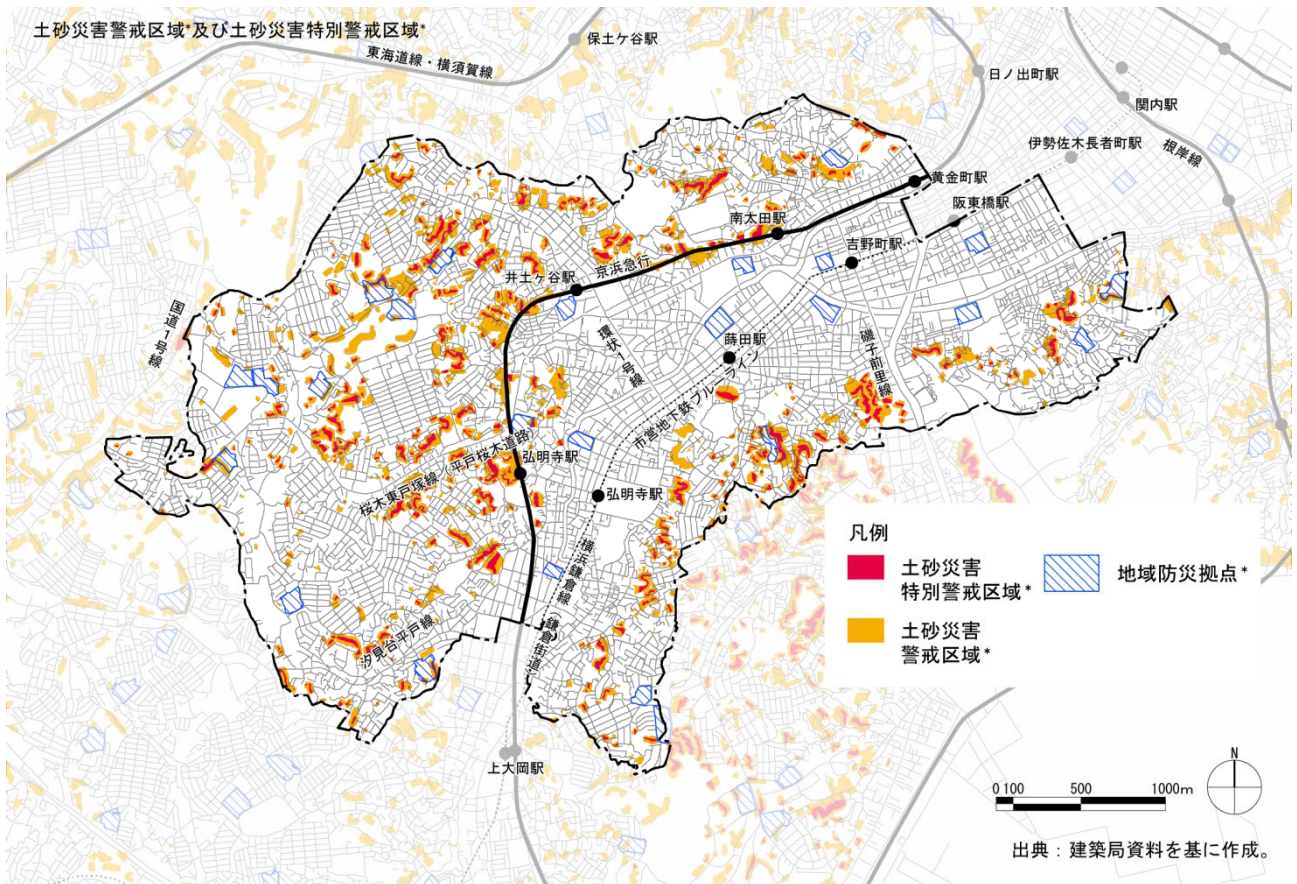 土砂災害警戒区域*及び土砂災害特別警戒区域*
保土ケ谷駅
東海道線・横須賀線
日ノ出町駅
関内駅
伊勢佐木長者町駅
根岸線
黄金町駅
阪東橋駅
南太田駅
吉野町駅
京浜急行
井土ヶ谷駅
国道1号線
環状1号線
蒔田駅
磯子前里線
市営地下鉄ブルーライン
桜木東戸塚線(平戸桜木道路)
弘明寺駅
弘明寺駅
横浜鎌倉線(鎌倉街道)
汐見台平戸線
上大岡駅
凡例
土砂災害
特別警戒区域*
地域防災拠点*
土砂災害
警戒区域*
N
0 100 500 1000m
出典:建築局資料を基に作成。